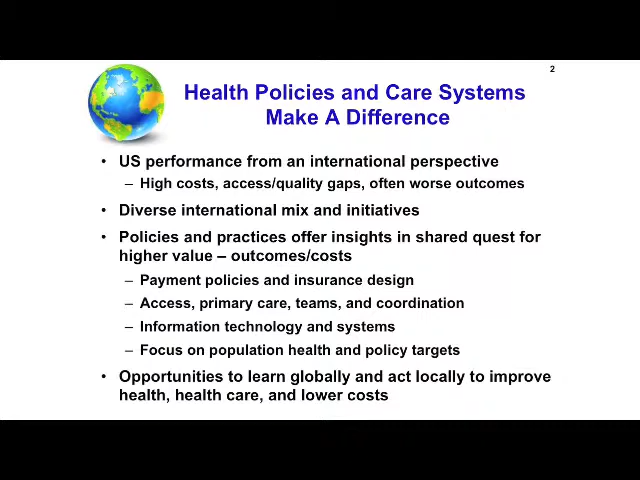 2
Health Policies and Care Systems
Make A Difference
• US performance from an international perspective
– High costs, access/quality gaps, often worse outcomes
• Diverse international mix and initiatives
• Policies and practices offer insights in shared quest for
higher value – outcomes/costs
– Payment policies and insurance design
– Access, primary care, teams, and coordination
– Information technology and systems
– Focus on population health and policy targets
• Opportunities to learn globally and act locally to improve
health, health care, and lower costs